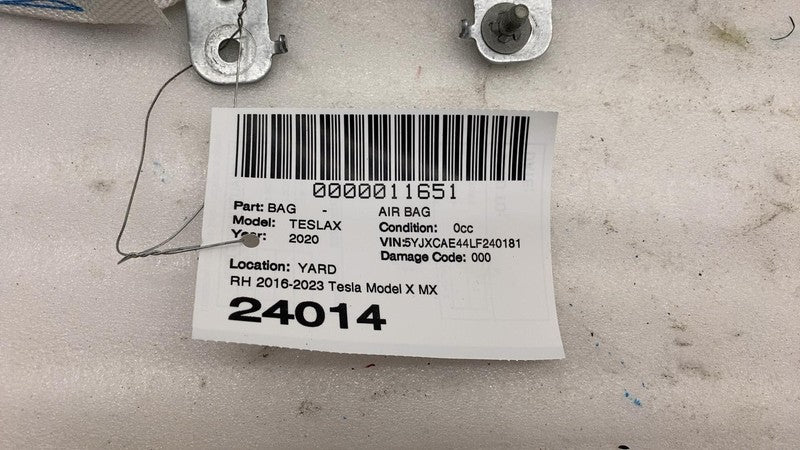 0000011651
Part: BAG - AIR BAG
Model: TESLAX Condition: 0cc
Year: 2020 VIN:5YJXCAE44LF240181
Damage Code: 000
Location: YARD
RH 2016-2023 Tesla Model X MX
24014